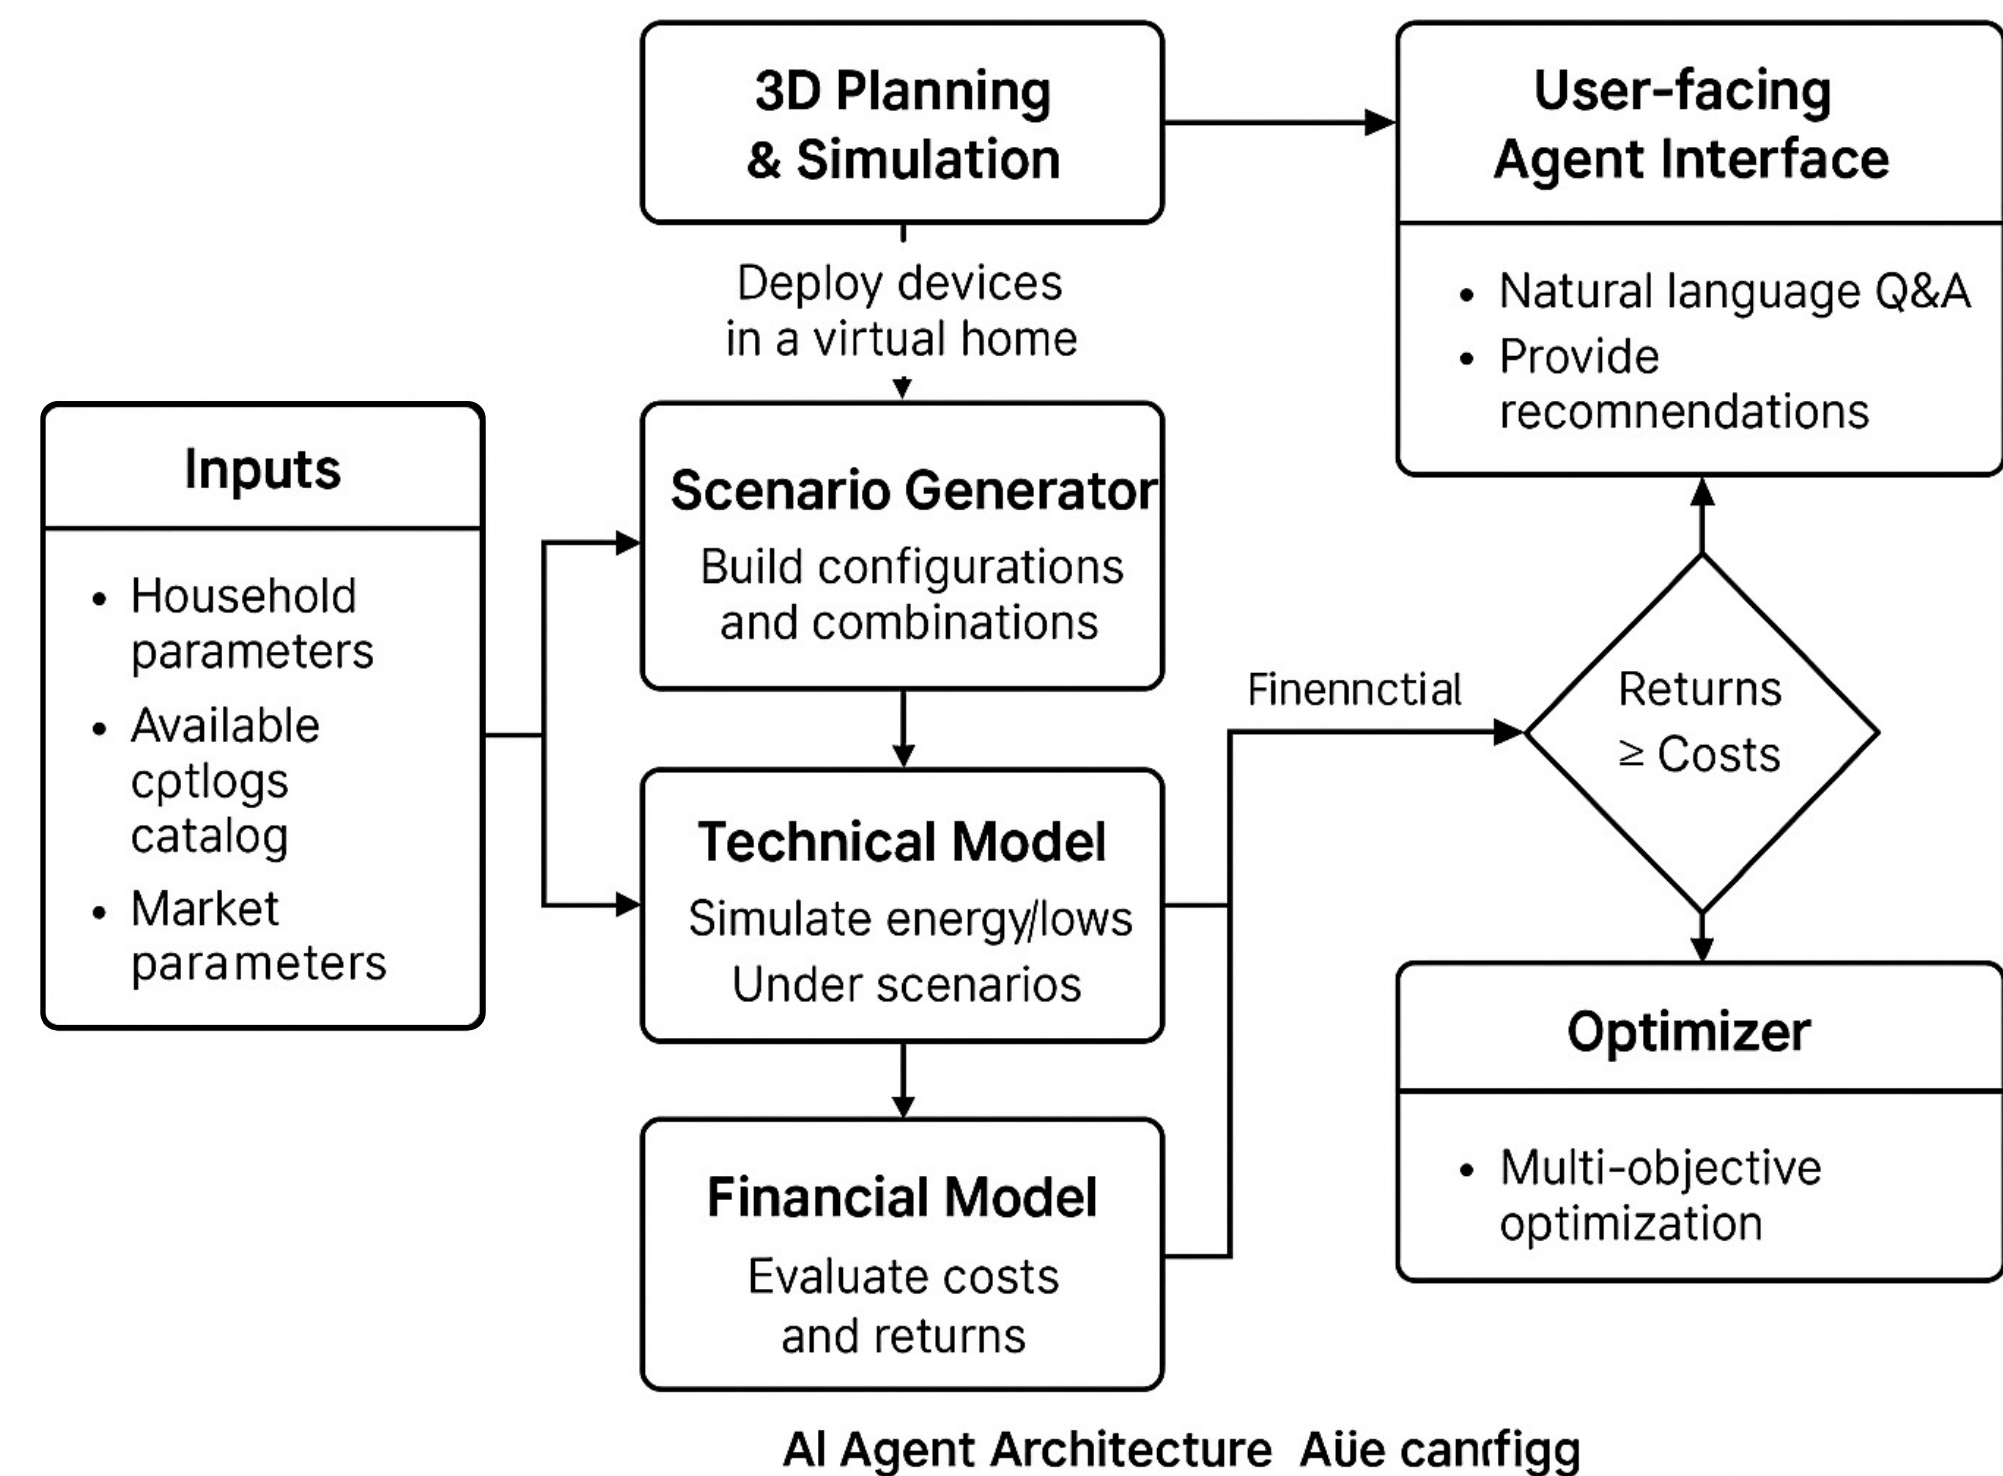 3D Planning
& Simulation
User-facing
Agent Interface
• Natural language Q&A
• Provide
recomnendations
Deploy devices
in a virtual home
Inputs
• Household
parameters
• Available
cptlogs
catalog
• Market
parameters
Scenario Generator
Build configurations
and combinations
Technical Model
Simulate energy/lows
Under scenarios
Financial Model
Evaluate costs
and returns
Finennctial
Returns
≥ Costs
Optimizer
• Multi-objective
optimization
AI Agent Architecture Aüe